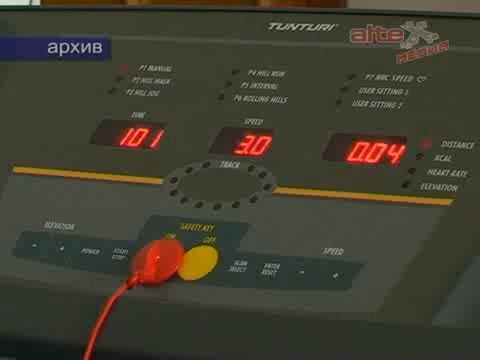 TUNTURI
alteX
МЕДИА
архив
P1 MANUAL
P2 HILL WALK
P3 HILL JOG
P4 HILL RUN
P5 INTERVAL
P6 ROLLING HILLS
P7 HRC SPEED
USER SETTING 1
USER SETTING 2
TIME
SPEED
101
3.0
0.04
DISTANCE
KCAL
HEART RATE
ELEVATION
TRACK
ELEVATION
SAFETY KEY
ON OFF
SPEED
- + POWER START STOP
SCAN SELECT
ENTER RESET
- +